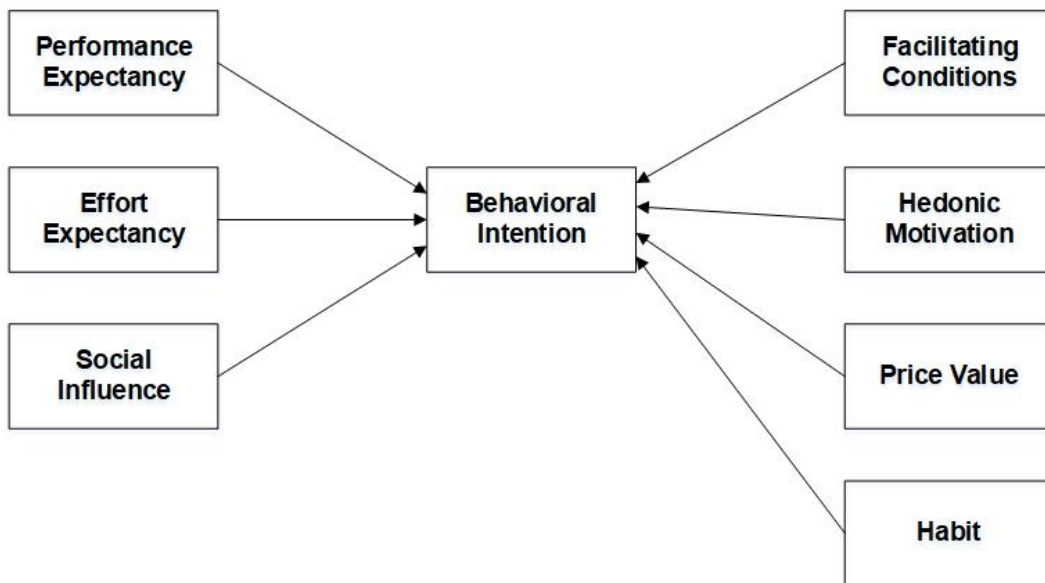 Performance
Expectancy
Effort
Expectancy
Social
Influence
Behavioral
Intention
Facilitating
Conditions
Hedonic
Motivation
Price Value
Habit